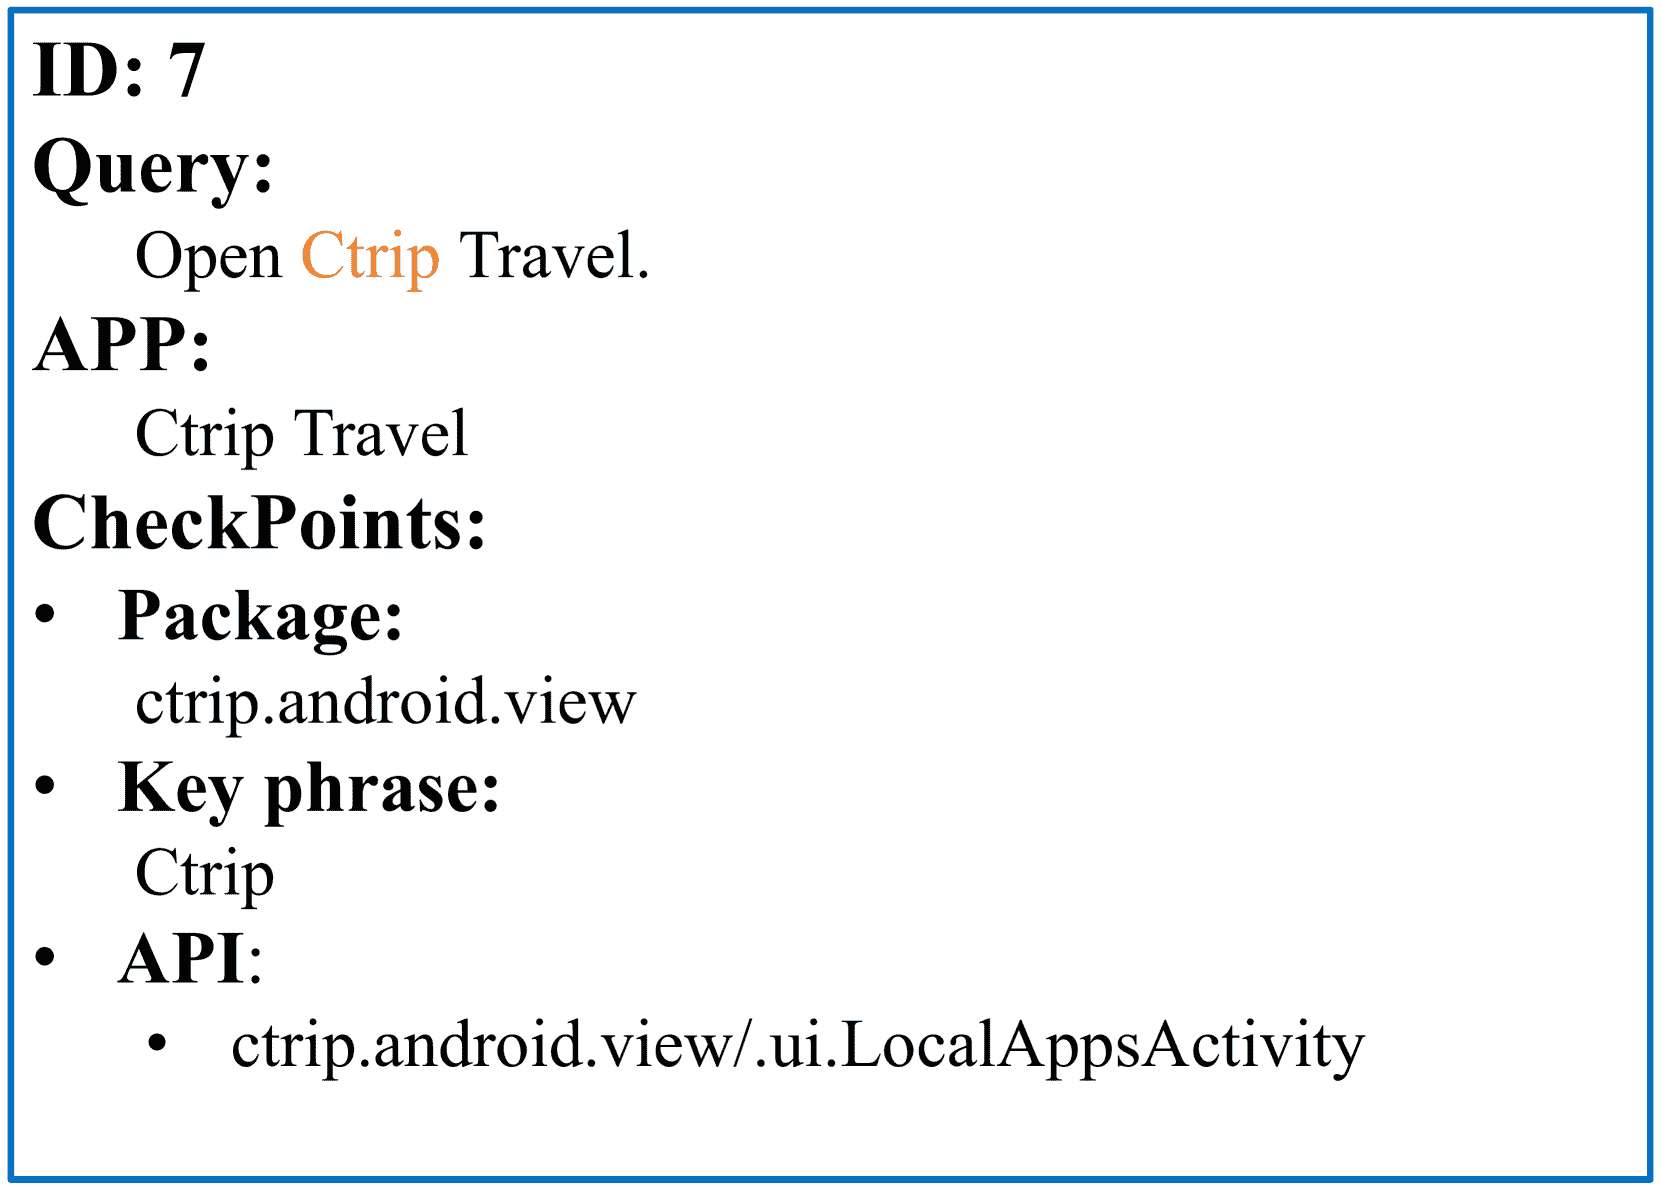 ID: 7
Query:
Open Ctrip Travel.
APP:
Ctrip Travel
CheckPoints:
• Package:
ctrip.android.view
• Key phrase:
Ctrip
• API:
• ctrip.android.view/.ui.LocalAppsActivity